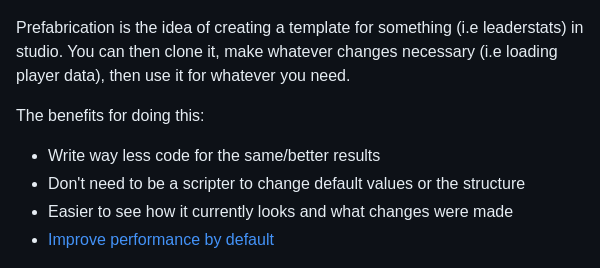 Prefabrication is the idea of creating a template for something (i.e leaderstats) in
studio. You can then clone it, make whatever changes necessary (i.e loading
player data), then use it for whatever you need.
The benefits for doing this:
• Write way less code for the same/better results
• Don't need to be a scripter to change default values or the structure
• Easier to see how it currently looks and what changes were made
• Improve performance by default